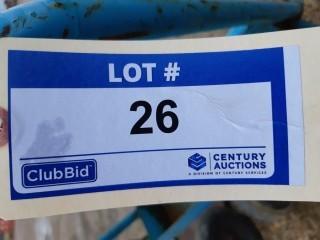 LOT #
26
ClubBid
CENTURY
AUCTIONS
A DIVISION OF CENTURY SERVICES